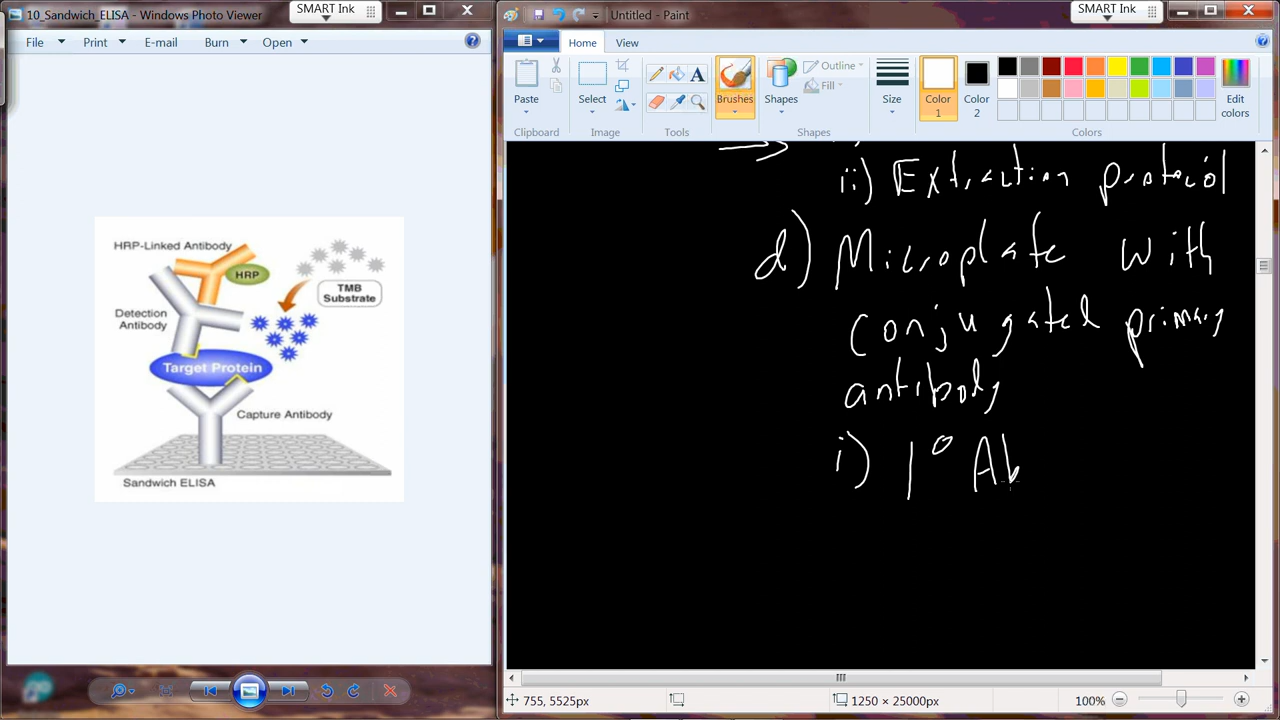 10_Sandwich_ELISA - Windows Photo Viewer
SMART Ink
File Print E-mail Burn Open
HRP-Linked Antibody
HRP
TMB
Substrate
Detection
Antibody
Target Protein
Capture Antibody
Sandwich ELISA
Untitled - Paint
SMART Ink
Home View
Paste
Select
Brushes
Shapes
Outline
Fill
Size
Color
1
Color
2
Edit
colors
Clipboard
Image
Tools
Shapes
Colors
ii) Extraction protocol
d) Microplate with
conjugated primary
antibody
i) 1° Ab
755, 5525px
1250 × 25000px
100%